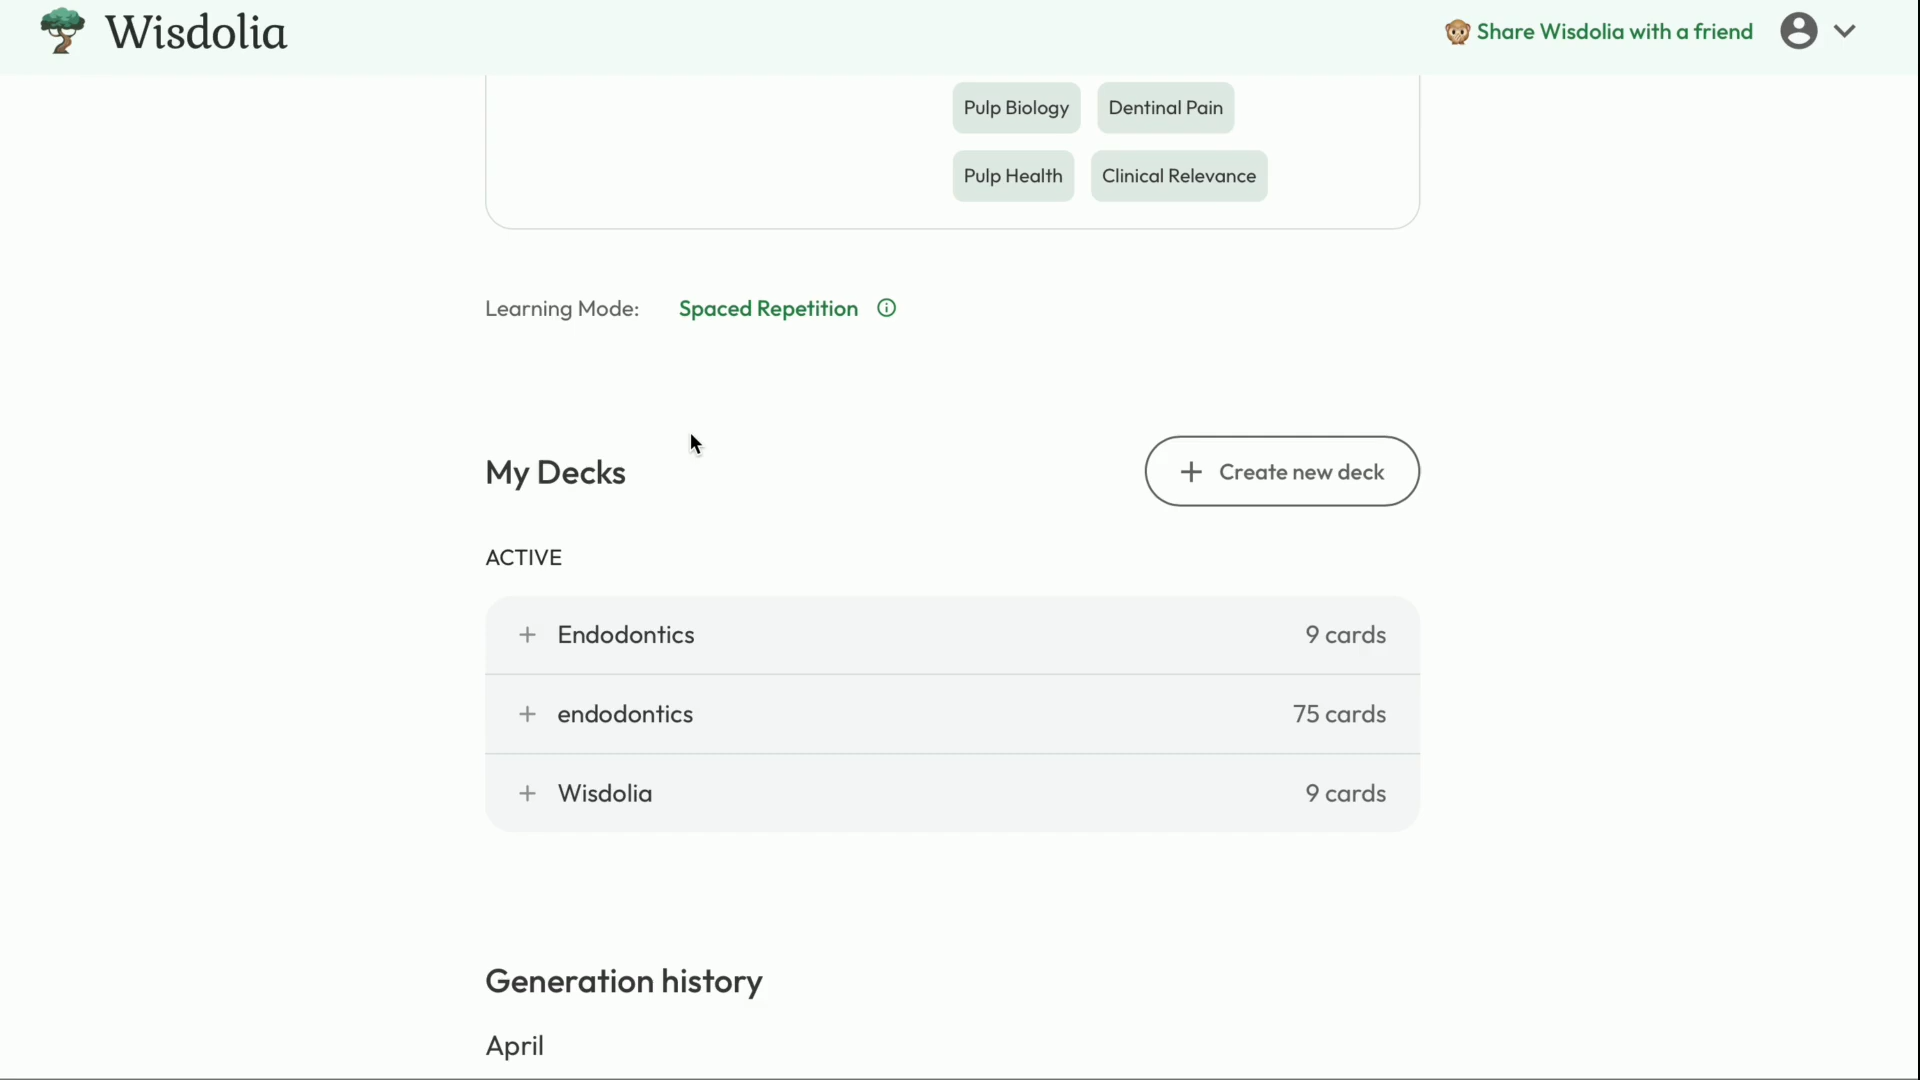 Wisdolia
Share Wisdolia with a friend
Pulp Biology
Dentinal Pain
Pulp Health
Clinical Relevance
Learning Mode: Spaced Repetition
My Decks
Create new deck
ACTIVE
Endodontics 9 cards
endodontics 75 cards
Wisdolia 9 cards
Generation history
April